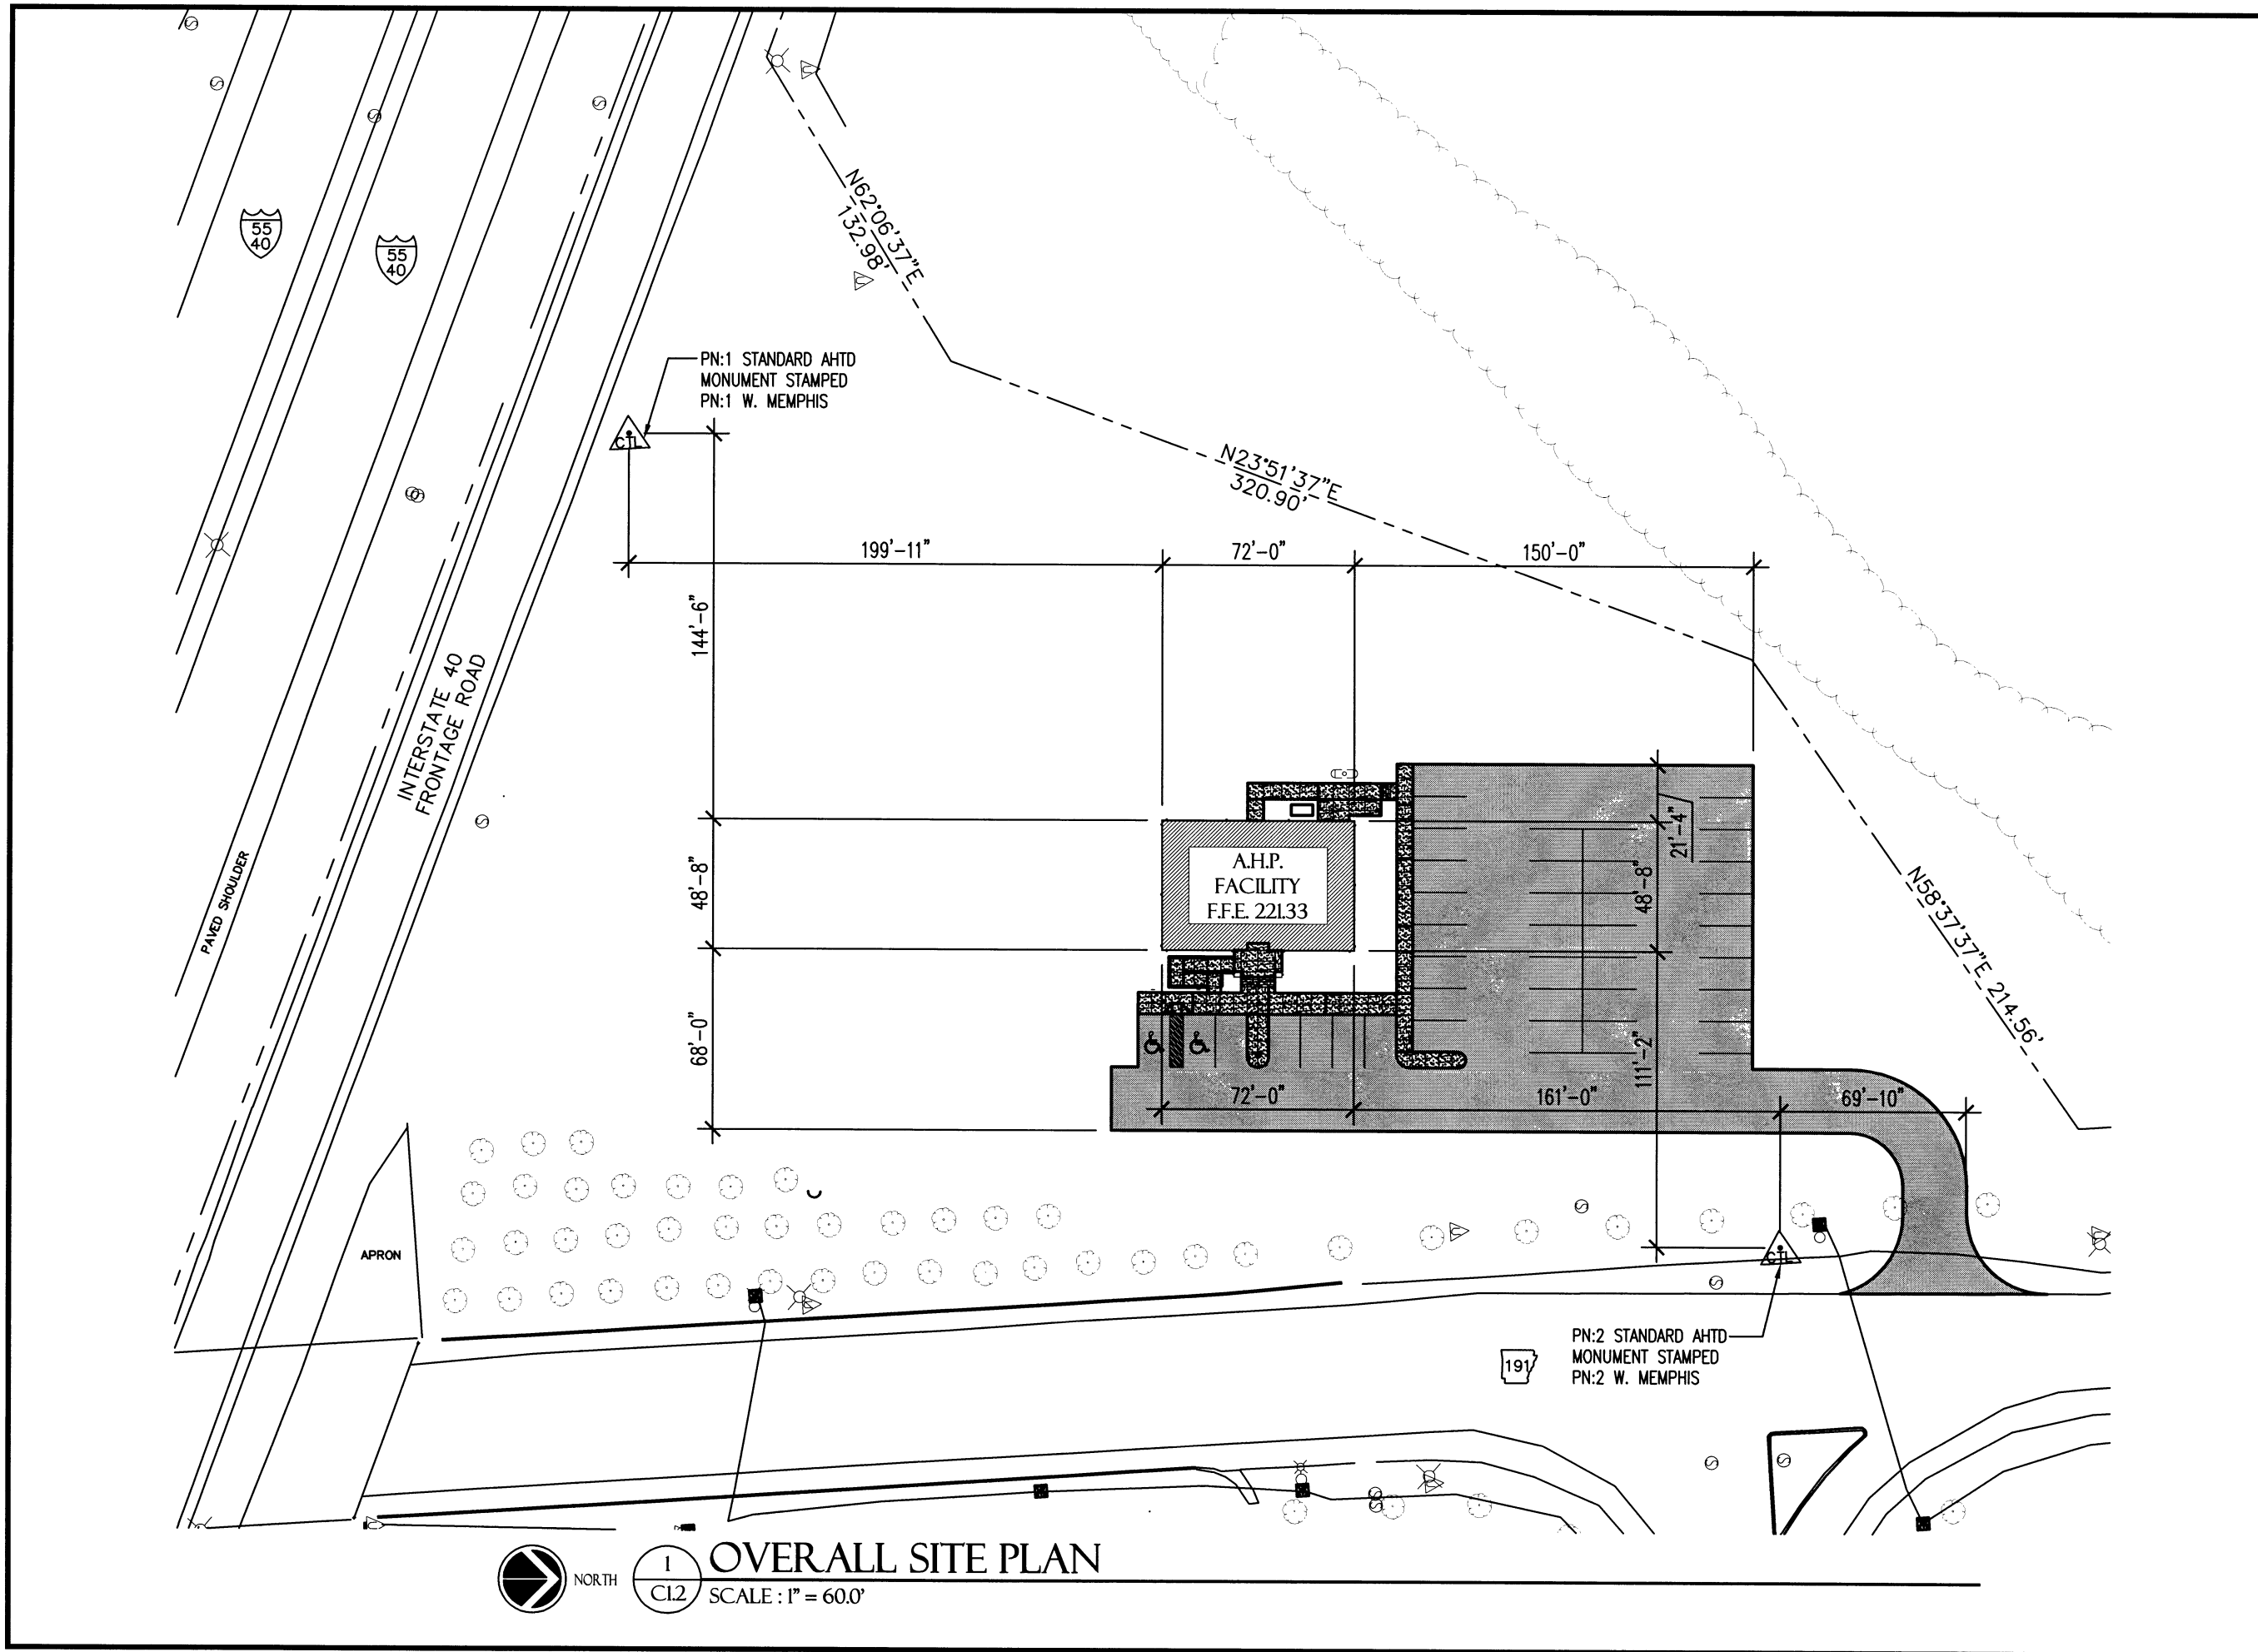 55
40
55
40
N62°06'37"E
132.98'
PN:1 STANDARD AHTD
MONUMENT STAMPED
PN:1 W. MEMPHIS
CTL
N23°51'37"E
320.90'
199'-11"
72'-0"
150'-0"
144'-6"
INTERSTATE 40
FRONTAGE ROAD
PAVED SHOULDER
48'-8"
68'-0"
A.H.P.
FACILITY
F.F.E. 221.33
21'-4"
48'-8"
111'-2"
N58°37'37"E 214.56'
72'-0"
161'-0"
69'-10"
APRON
CTL
PN:2 STANDARD AHTD
MONUMENT STAMPED
PN:2 W. MEMPHIS
191
NORTH
1
C1.2
OVERALL SITE PLAN
SCALE : 1" = 60.0'